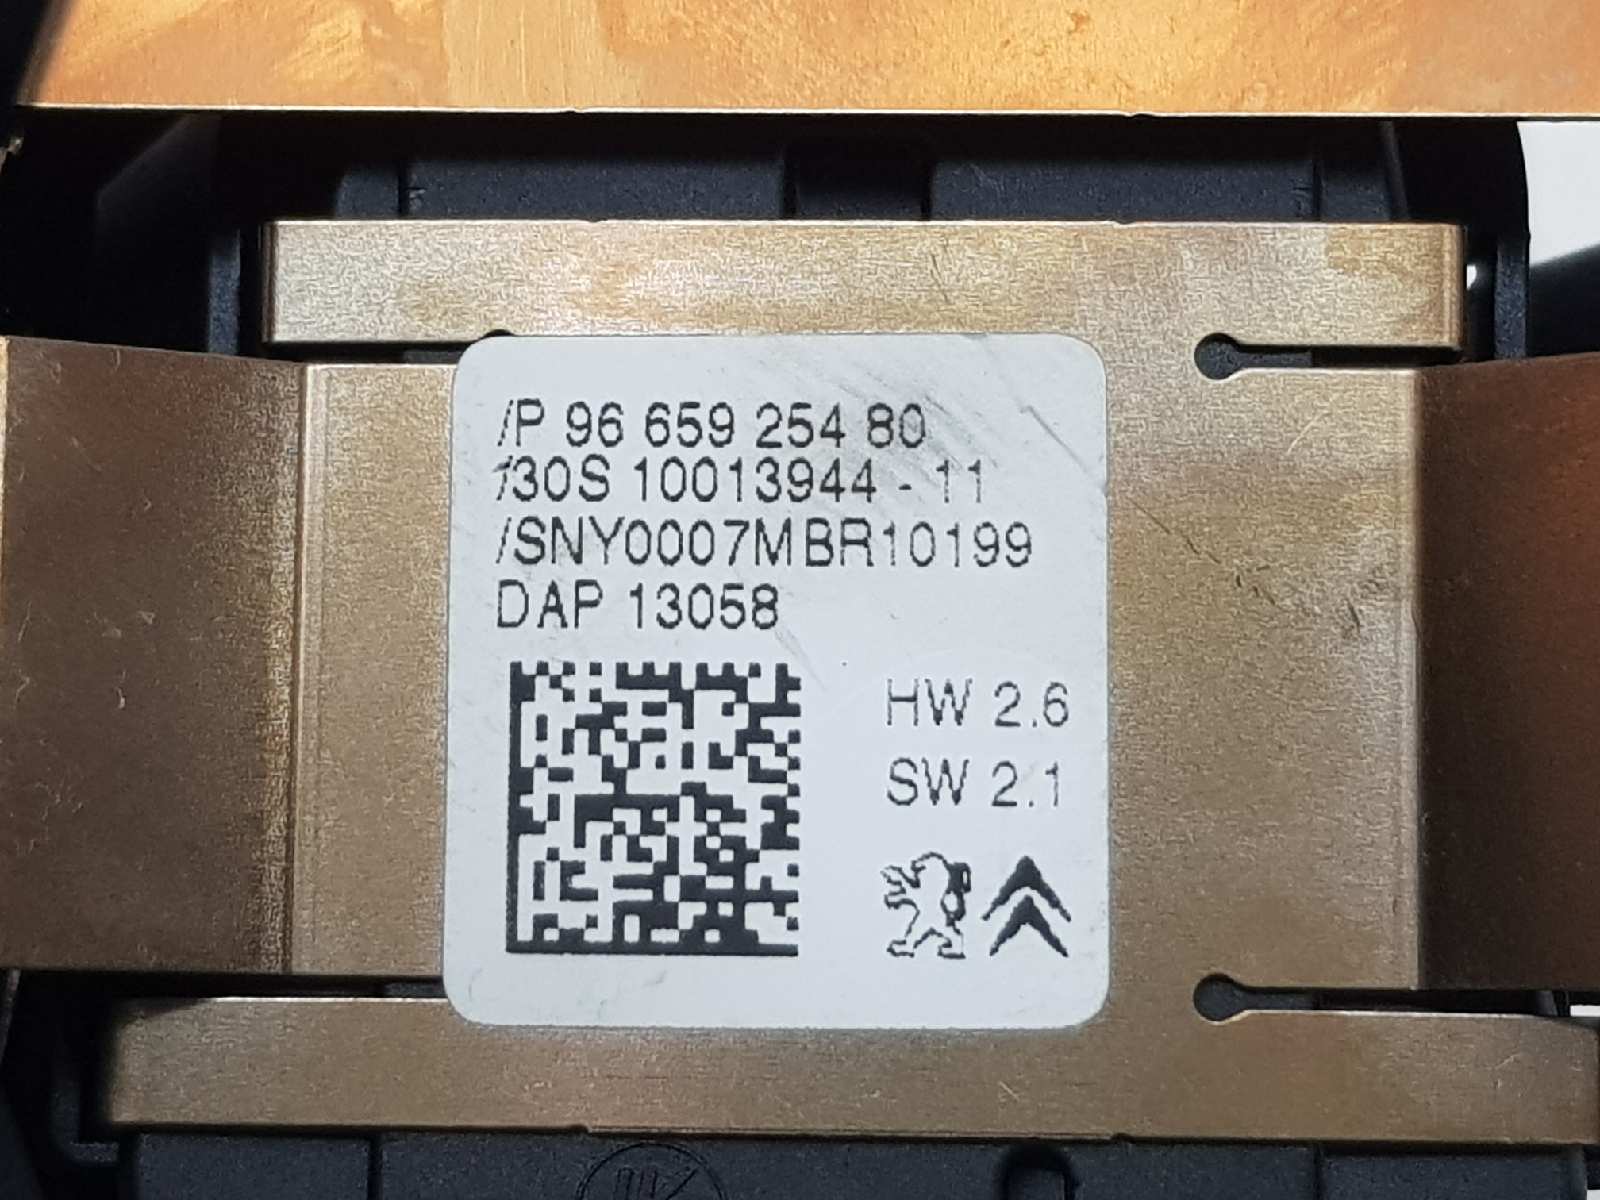 /P 96 659 254 80
/30S 10013944 - 11
/SNY0007MBR10199
DAP 13058
HW 2.6
SW 2.1